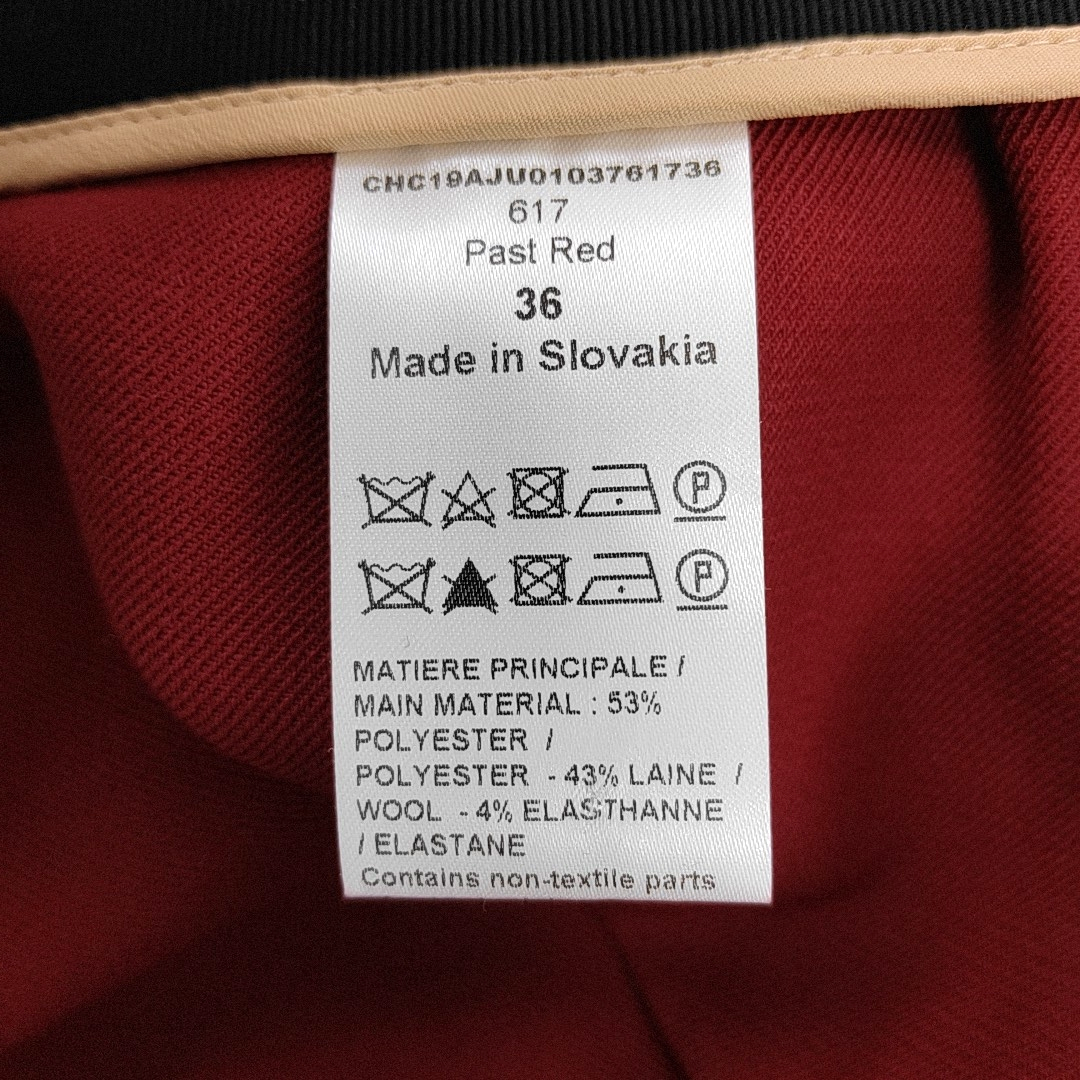 CHC19AJU0103761736
617
Past Red
36
Made in Slovakia
P
P
MATIERE PRINCIPALE /
MAIN MATERIAL : 53%
POLYESTER /
POLYESTER - 43% LAINE /
WOOL - 4% ELASTHANNE
/ ELASTANE
Contains non-textile parts